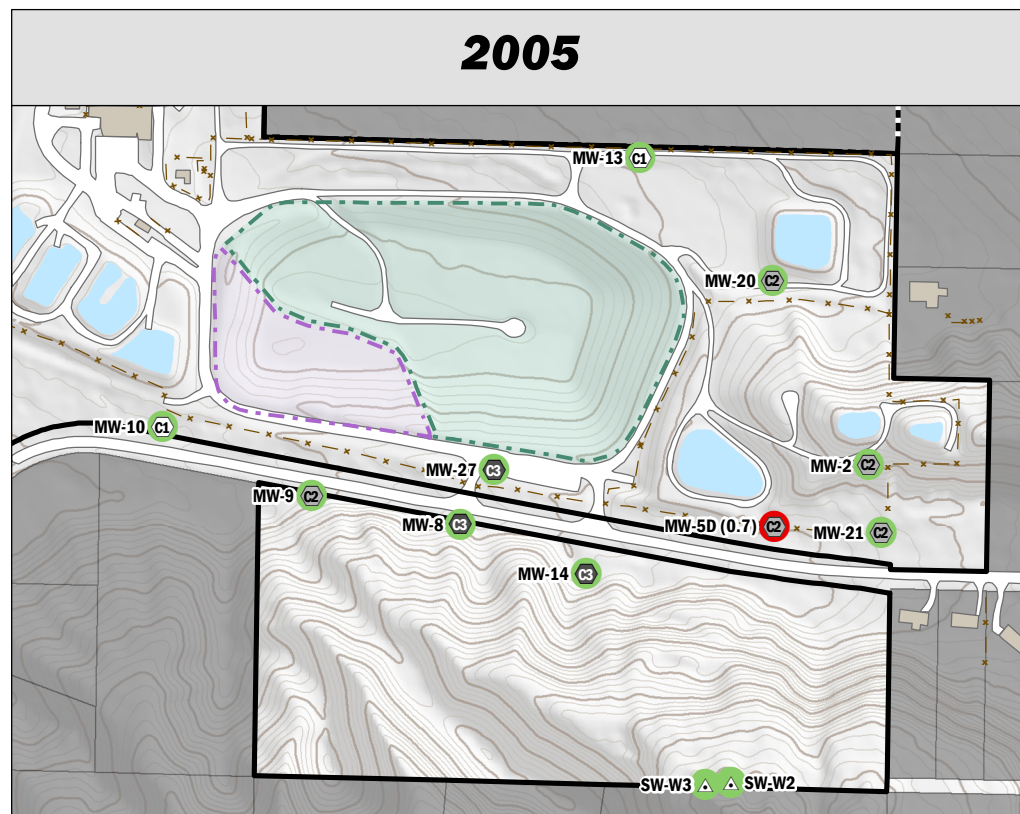 2005
MW-13 C1
MW-20 C2
MW-10 C1
MW-27 C3
MW-2 C2
MW-9 C2
MW-8 C3
MW-5D (0.7) C2
MW-21 C2
MW-14 C3
SW-W3
SW-W2